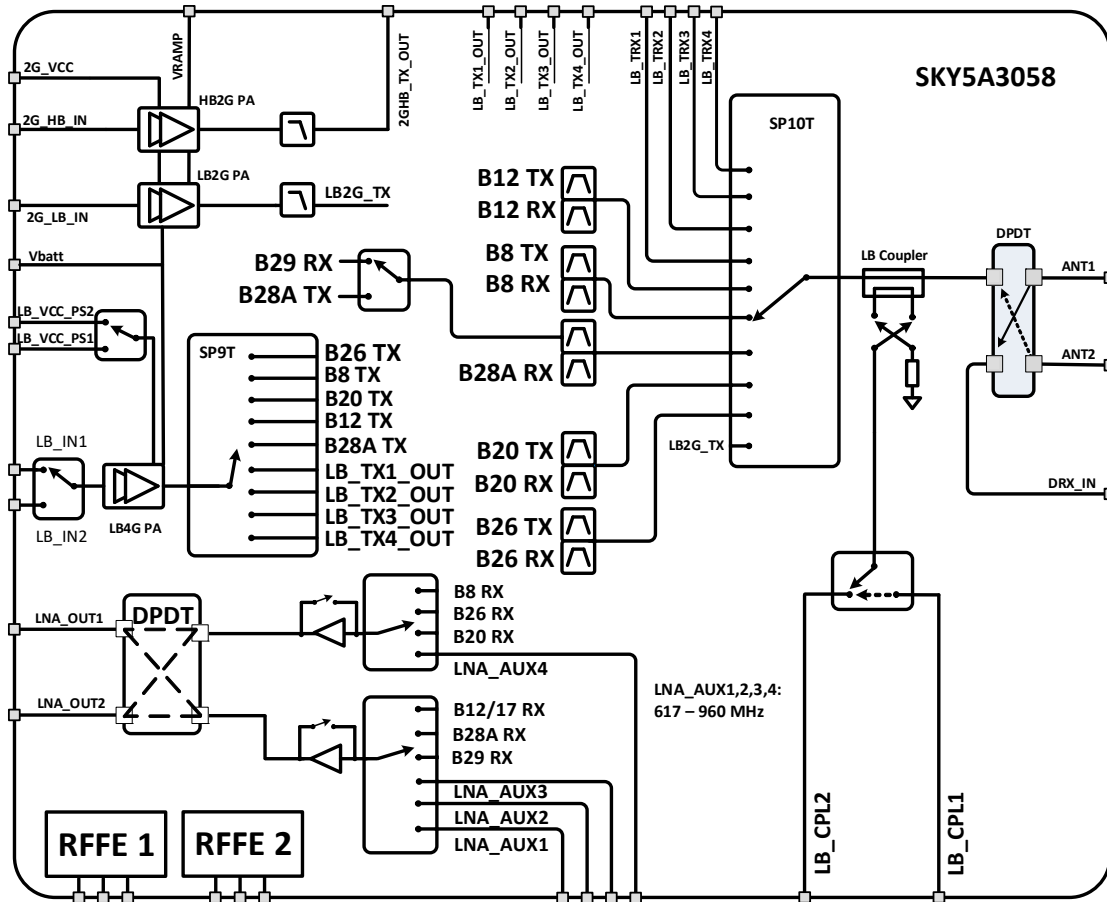 SKY5A3058
2G_VCC
VRAMP
2GHB_TX_OUT
LB_TX1_OUT
LB_TX2_OUT
LB_TX3_OUT
LB_TX4_OUT
LB_TRX1
LB_TRX2
LB_TRX3
LB_TRX4
HB2G PA
2G_HB_IN
LB2G PA
2G_LB_IN
LB2G_TX
Vbatt
LB_VCC_PS2
LB_VCC_PS1
B29 RX
B28A TX
B12 TX
B12 RX
B8 TX
B8 RX
B28A RX
B20 TX
B20 RX
B26 TX
B26 RX
SP10T
LB2G_TX
LB Coupler
DPDT
ANT1
ANT2
DRX_IN
SP9T
B26 TX
B8 TX
B20 TX
B12 TX
B28A TX
LB_TX1_OUT
LB_TX2_OUT
LB_TX3_OUT
LB_TX4_OUT
LB_IN1
LB_IN2
LB4G PA
LNA_OUT1
LNA_OUT2
DPDT
B8 RX
B26 RX
B20 RX
LNA_AUX4
B12/17 RX
B28A RX
B29 RX
LNA_AUX3
LNA_AUX2
LNA_AUX1
LNA_AUX1,2,3,4:
617 – 960 MHz
LB_CPL2
LB_CPL1
RFFE 1
RFFE 2